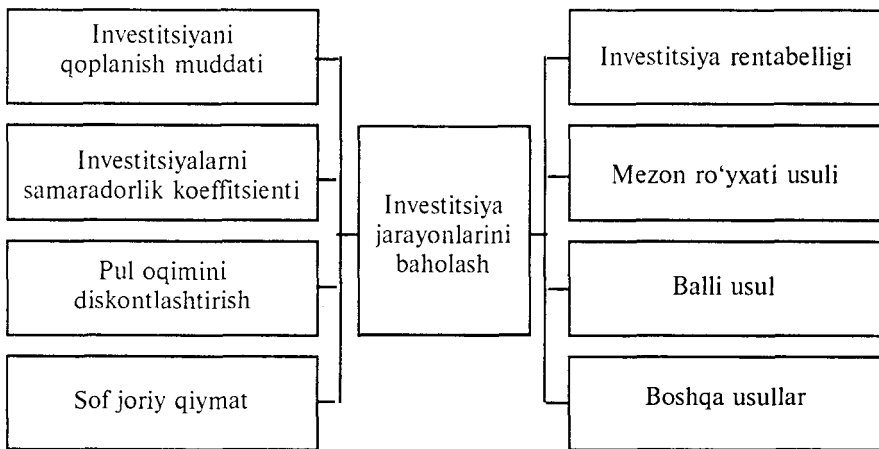 Investitsiyani
qoplanish muddati
Investitsiyalarni
samaradorlik koeffitsienti
Pul oqimini
diskontlashtirish
Sof joriy qiymat
Investitsiya
jarayonlarini
baholash
Investitsiya rentabelligi
Mezon ro‘yxati usuli
Balli usul
Boshqa usullar